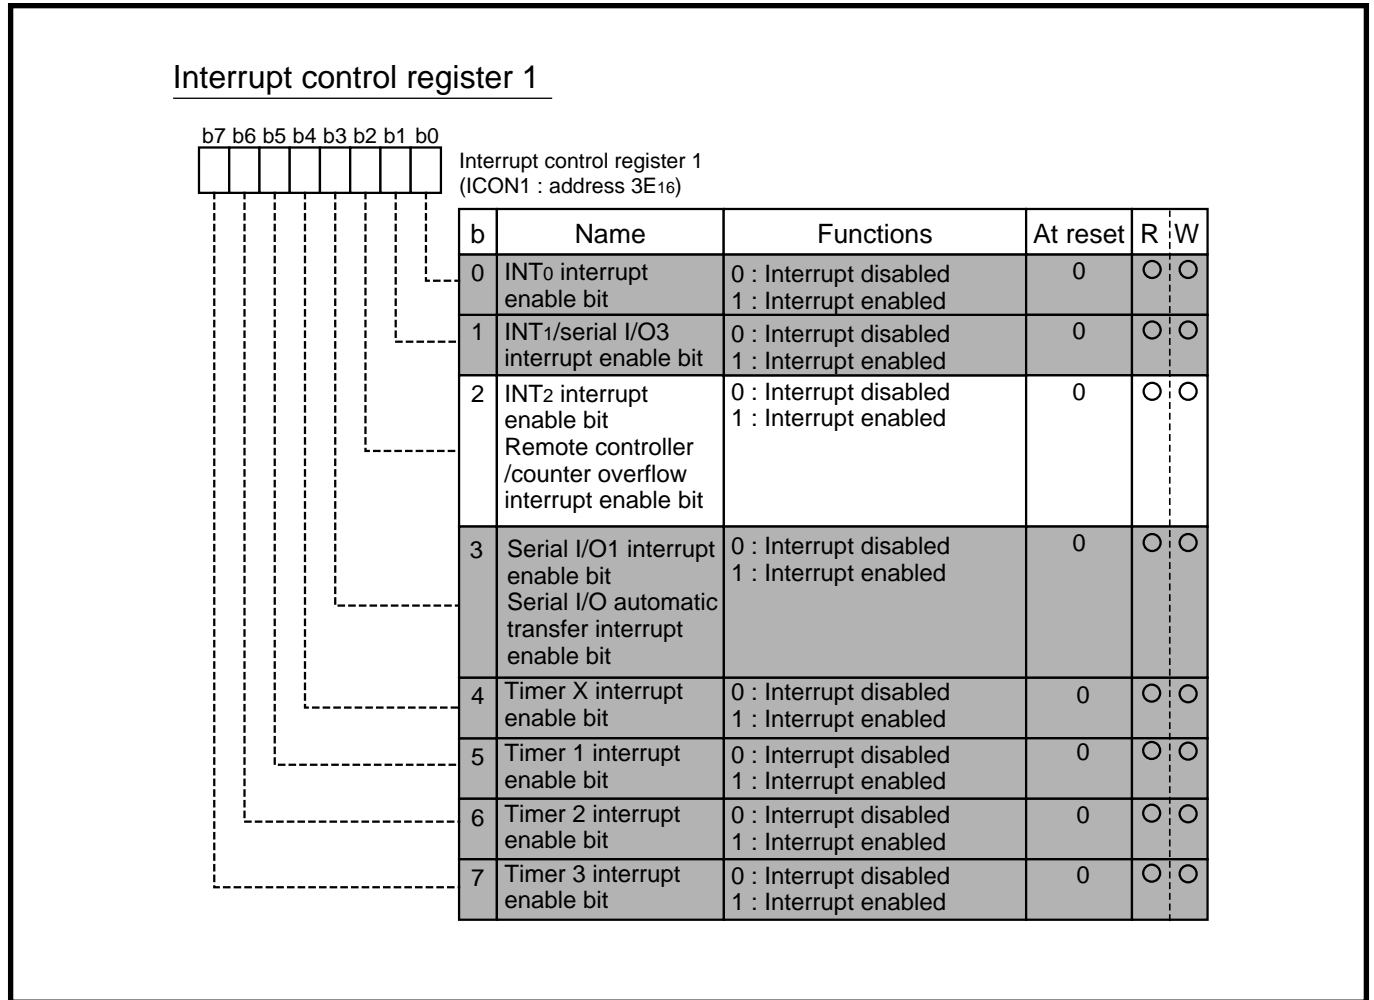 Interrupt control register 1
b7 b6 b5 b4 b3 b2 b1 b0
Interrupt control register 1
(ICON1 : address 3E16)
b Name Functions At reset R W
0 INT0 interrupt enable bit 0 : Interrupt disabled 0 O O
1 : Interrupt enabled
1 INT1/serial I/O3 interrupt enable bit 0 : Interrupt disabled 0 O O
1 : Interrupt enabled
2 INT2 interrupt enable bit 0 : Interrupt disabled 0 O O
1 : Interrupt enabled
Remote controller
/counter overflow
interrupt enable bit
3 Serial I/O1 interrupt enable bit 0 : Interrupt disabled 0 O O
1 : Interrupt enabled
Serial I/O automatic
transfer interrupt
enable bit
4 Timer X interrupt enable bit 0 : Interrupt disabled 0 O O
1 : Interrupt enabled
5 Timer 1 interrupt enable bit 0 : Interrupt disabled 0 O O
1 : Interrupt enabled
6 Timer 2 interrupt enable bit 0 : Interrupt disabled 0 O O
1 : Interrupt enabled
7 Timer 3 interrupt enable bit 0 : Interrupt disabled 0 O O
1 : Interrupt enabled